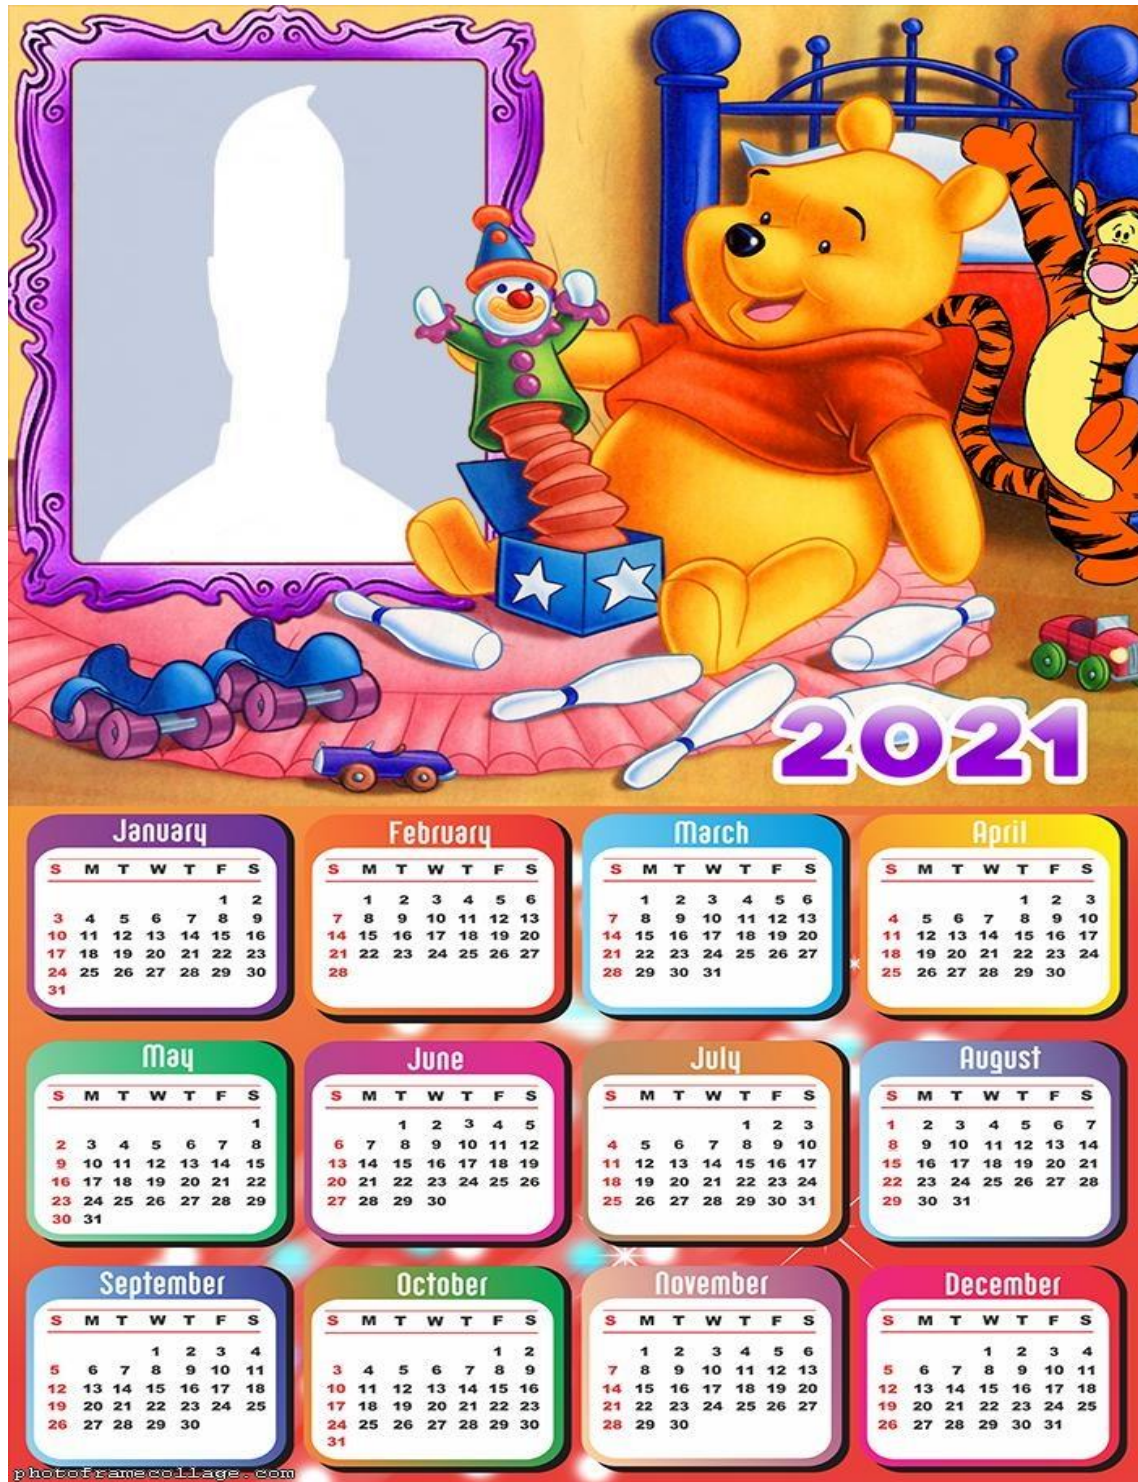 2021
January
S M T W T F S
1 2
3 4 5 6 7 8 9
10 11 12 13 14 15 16
17 18 19 20 21 22 23
24 25 26 27 28 29 30
31
February
S M T W T F S
1 2 3 4 5 6
7 8 9 10 11 12 13
14 15 16 17 18 19 20
21 22 23 24 25 26 27
28
March
S M T W T F S
1 2 3 4 5 6
7 8 9 10 11 12 13
14 15 16 17 18 19 20
21 22 23 24 25 26 27
28 29 30 31
April
S M T W T F S
1 2 3
4 5 6 7 8 9 10
11 12 13 14 15 16 17
18 19 20 21 22 23 24
25 26 27 28 29 30
May
S M T W T F S
1
2 3 4 5 6 7 8
9 10 11 12 13 14 15
16 17 18 19 20 21 22
23 24 25 26 27 28 29
30 31
June
S M T W T F S
1 2 3 4 5
6 7 8 9 10 11 12
13 14 15 16 17 18 19
20 21 22 23 24 25 26
27 28 29 30
July
S M T W T F S
1 2 3
4 5 6 7 8 9 10
11 12 13 14 15 16 17
18 19 20 21 22 23 24
25 26 27 28 29 30 31
August
S M T W T F S
1 2 3 4 5 6 7
8 9 10 11 12 13 14
15 16 17 18 19 20 21
22 23 24 25 26 27 28
29 30 31
September
S M T W T F S
1 2 3 4
5 6 7 8 9 10 11
12 13 14 15 16 17 18
19 20 21 22 23 24 25
26 27 28 29 30
October
S M T W T F S
1 2
3 4 5 6 7 8 9
10 11 12 13 14 15 16
17 18 19 20 21 22 23
24 25 26 27 28 29 30
31
November
S M T W T F S
1 2 3 4 5 6
7 8 9 10 11 12 13
14 15 16 17 18 19 20
21 22 23 24 25 26 27
28 29 30
December
S M T W T F S
1 2 3 4
5 6 7 8 9 10 11
12 13 14 15 16 17 18
19 20 21 22 23 24 25
26 27 28 29 30 31
photoframecollage.com